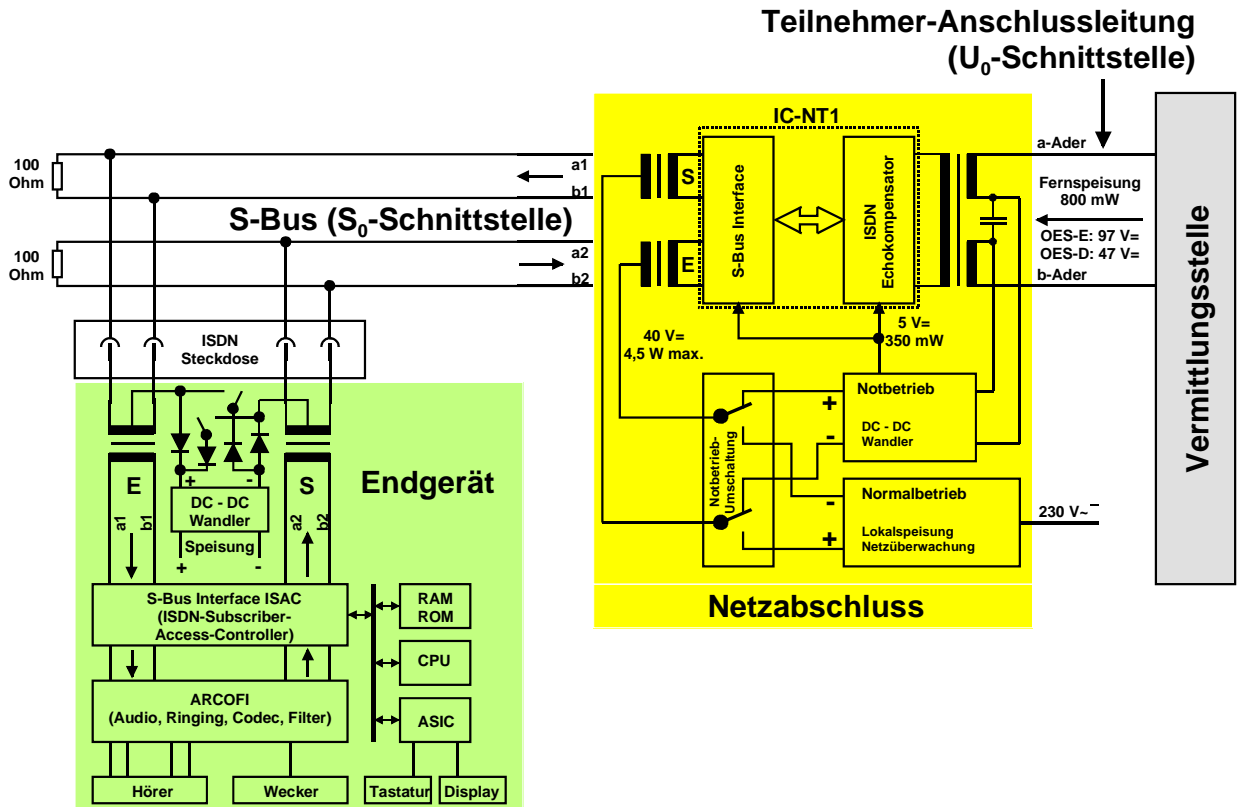 Teilnehmer-Anschlussleitung
(U0-Schnittstelle)
IC-NT1
a-Ader
100
Ohm
a1
b1
S
S-Bus Interface
ISDN
Echokompensator
Fernspeisung
800 mW
S-Bus (S0-Schnittstelle)
OES-E: 97 V=
OES-D: 47 V=
100
Ohm
a2
b2
E
b-Ader
Vermittlungsstelle
ISDN
Steckdose
40 V=
4,5 W max.
5 V=
350 mW
Notbetrieb-
Umschaltung
+
-
Notbetrieb
DC - DC
Wandler
-
+
Normalbetrieb
Lokalspeisung
Netzüberwachung
230 V~
Netzabschluss
+
-
E
S
Endgerät
DC - DC
Wandler
a1
b1
a2
b2
Speisung
+
-
S-Bus Interface ISAC
(ISDN-Subscriber-
Access-Controller)
RAM
ROM
CPU
ARCOFI
(Audio, Ringing, Codec, Filter)
ASIC
Hörer
Wecker
Tastatur
Display